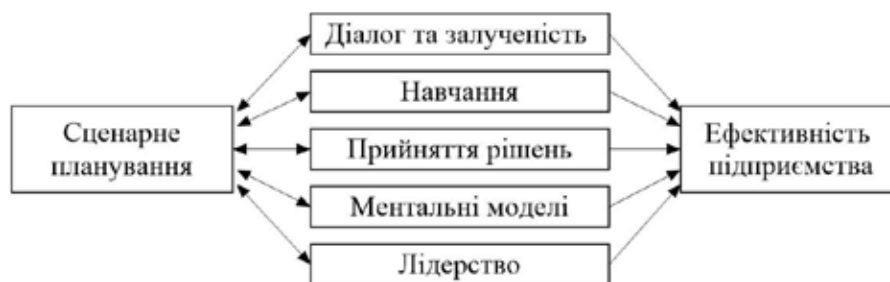 Сценарне
планування
Діалог та залученість
Навчання
Прийняття рішень
Ментальні моделі
Лідерство
Ефективність
підприємства